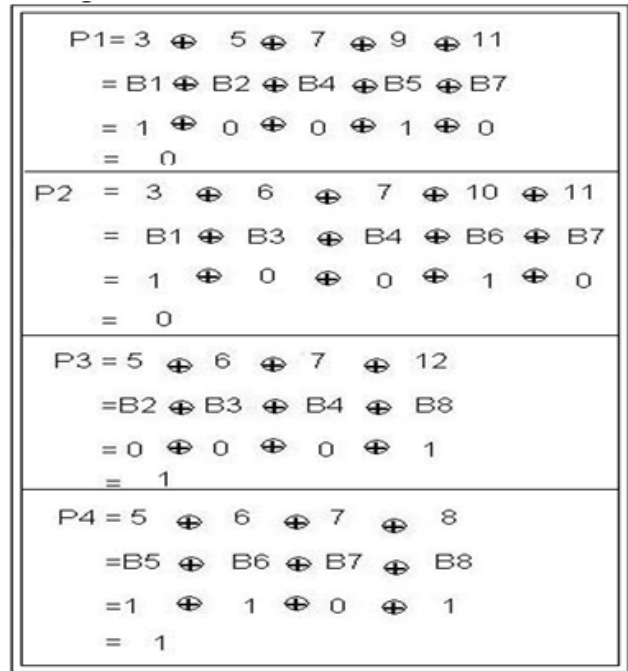 P1= 3 ⊕ 5 ⊕ 7 ⊕ 9 ⊕ 11
= B1 ⊕ B2 ⊕ B4 ⊕ B5 ⊕ B7
= 1 ⊕ 0 ⊕ 0 ⊕ 1 ⊕ 0
= 0
P2 = 3 ⊕ 6 ⊕ 7 ⊕ 10 ⊕ 11
= B1 ⊕ B3 ⊕ B4 ⊕ B6 ⊕ B7
= 1 ⊕ 0 ⊕ 0 ⊕ 1 ⊕ 0
= 0
P3 = 5 ⊕ 6 ⊕ 7 ⊕ 12
=B2 ⊕ B3 ⊕ B4 ⊕ B8
= 0 ⊕ 0 ⊕ 0 ⊕ 1
= 1
P4 = 5 ⊕ 6 ⊕ 7 ⊕ 8
=B5 ⊕ B6 ⊕ B7 ⊕ B8
=1 ⊕ 1 ⊕ 0 ⊕ 1
= 1